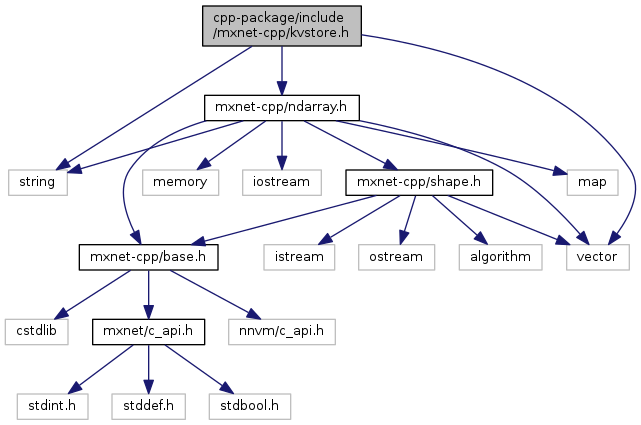 cpp-package/include
/mxnet-cpp/kvstore.h
mxnet-cpp/ndarray.h
string
memory
iostream
mxnet-cpp/shape.h
map
mxnet-cpp/base.h
istream
ostream
algorithm
vector
cstdlib
mxnet/c_api.h
nnvm/c_api.h
stdint.h
stddef.h
stdbool.h